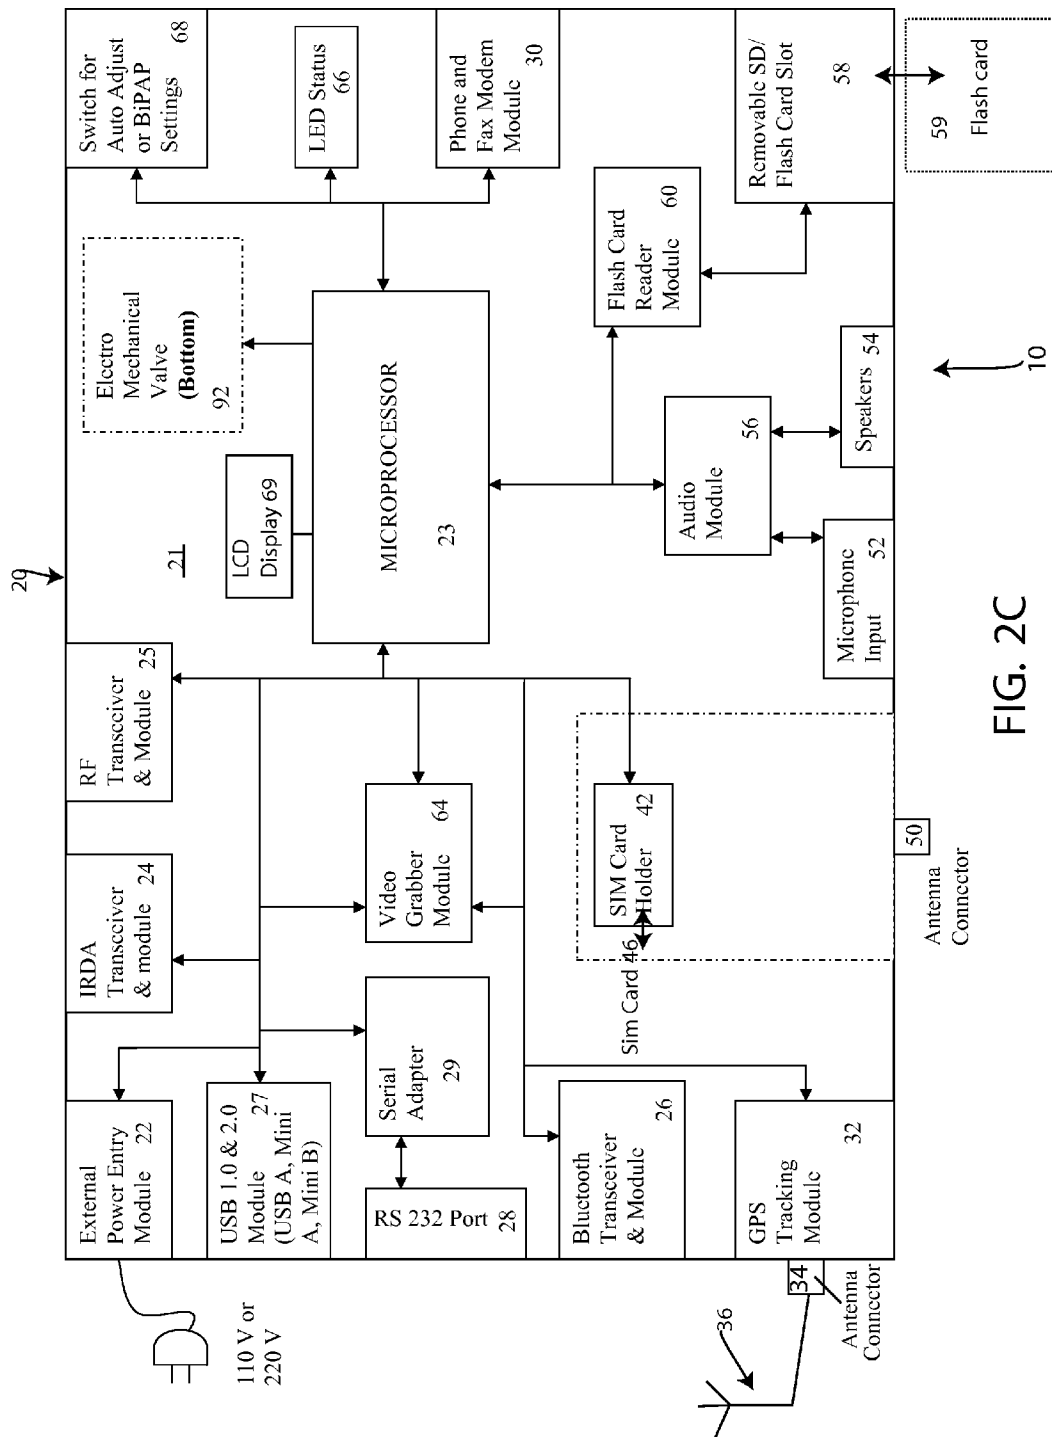 20
21
External
Power Entry
Module 22
IRDA
Transceiver
& module 24
RF
Transceiver
& Module 25
Electro
Mechanical
Valve
(Bottom)
92
Switch for
Auto Adjust
or BiPAP
Settings
68
110 V or
220 V
USB 1.0 & 2.0
Module 27
(USB A, Mini
A, Mini B)
LCD
Display 69
LED Status
66
RS 232 Port
28
Serial
Adapter
29
Video
Grabber
Module
64
MICROPROCESSOR
23
Phone and
Fax Modem
Module
30
Bluetooth
Transceiver
& Module
26
Sim Card 46
SIM Card
Holder
42
Flash Card
Reader
Module
60
GPS
Tracking
Module
32
Audio
Module
56
Removable SD/
Flash Card Slot
58
36
34
Antenna
Connector
Antenna
Connector
50
Microphone
Input
52
Speakers 54
59
Flash card
10
FIG. 2C